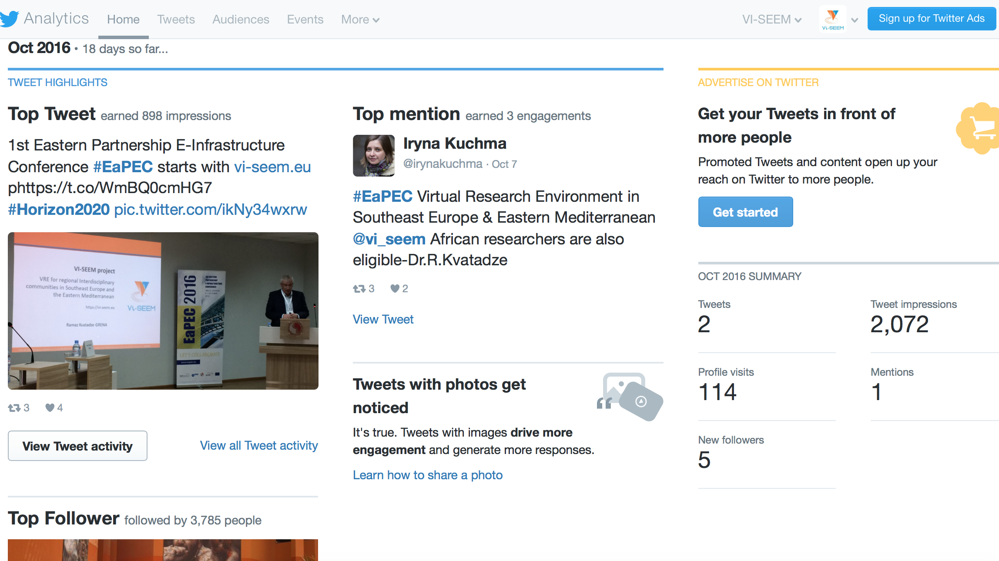 Analytics Home Tweets Audiences Events More VI-SEEM Vi-SEEM Sign up for Twitter Ads
Oct 2016 • 18 days so far...
TWEET HIGHLIGHTS
Top Tweet earned 898 impressions
1st Eastern Partnership E-Infrastructure
Conference #EaPEC starts with vi-seem.eu
phttps://t.co/WmBQ0cmHG7
#Horizon2020 pic.twitter.com/ikNy34wxrw
VI-SEEM project
VRE for regional Interdisciplinary
communities in Southeast Europe and
the Eastern Mediterranean
https://vi-seem.eu
Vi-SEEM
Ramaz Kvatadze GRENA
EaPEC 2016
1ST EASTERN
PARTNERSHIP
E-INFRASTRUCTURE
CONFERENCE
LET'S COLLABORATE
www.eapec.eu
3 4
View Tweet activity
View all Tweet activity
Top Follower followed by 3,785 people
Top mention earned 3 engagements
Iryna Kuchma
@irynakuchma · Oct 7
#EaPEC Virtual Research Environment in
Southeast Europe & Eastern Mediterranean
@vi_seem African researchers are also
eligible-Dr.R.Kvatadze
3 2
View Tweet
Tweets with photos get
noticed
It's true. Tweets with images drive more
engagement and generate more responses.
Learn how to share a photo
ADVERTISE ON TWITTER
Get your Tweets in front of
more people
Promoted Tweets and content open up your
reach on Twitter to more people.
Get started
OCT 2016 SUMMARY
Tweets Tweet impressions
2 2,072
Profile visits Mentions
114 1
New followers
5